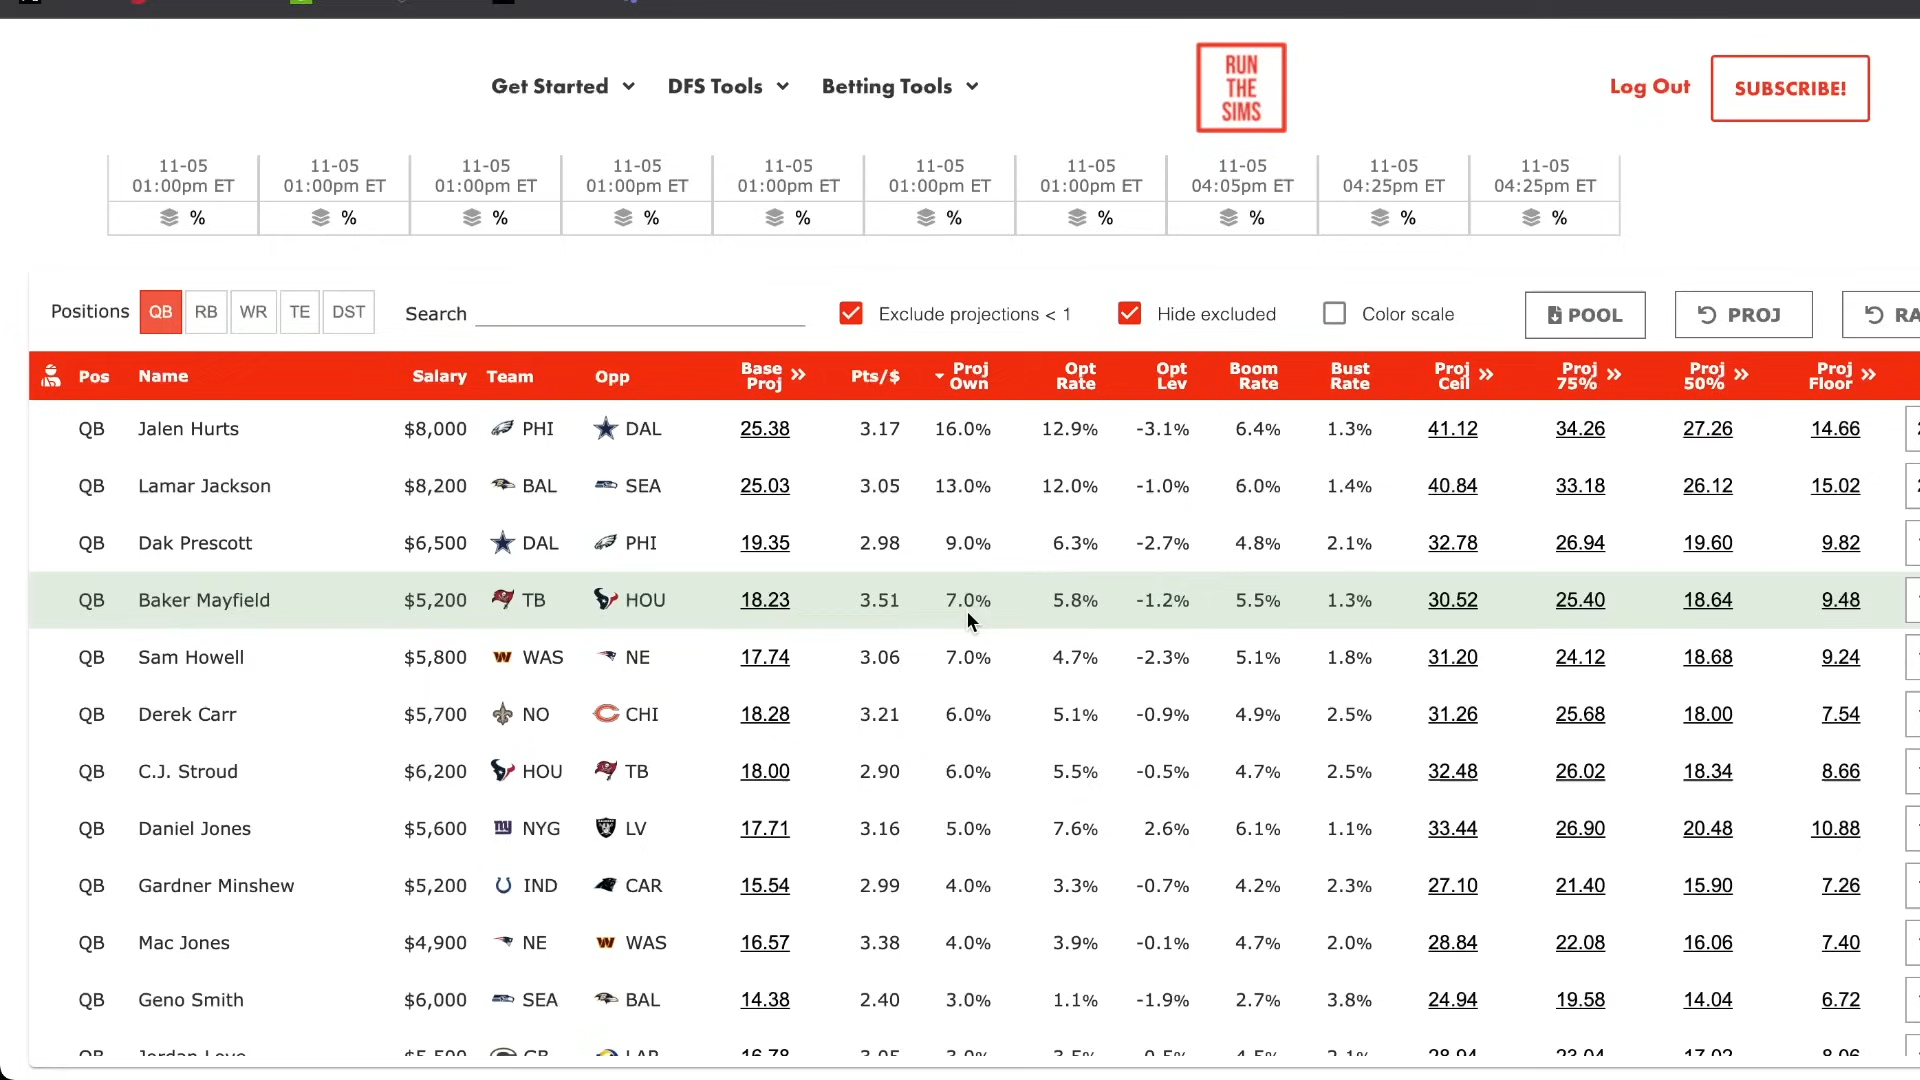 Get Started DFS Tools Betting Tools RUN THE SIMS Log Out SUBSCRIBE!
11-05 11-05 11-05 11-05 11-05 11-05 11-05 11-05 11-05 11-05
01:00pm ET 01:00pm ET 01:00pm ET 01:00pm ET 01:00pm ET 01:00pm ET 01:00pm ET 04:05pm ET 04:25pm ET 04:25pm ET
% % % % % % % % % %
Positions QB RB WR TE DST Search Exclude projections < 1 Hide excluded Color scale POOL PROJ RA
Pos Name Salary Team Opp Base Proj >> Pts/$ Proj Own Opt Rate Opt Lev Boom Rate Bust Rate Proj Ceil >> Proj 75% >> Proj 50% >> Proj Floor >>
QB Jalen Hurts $8,000 PHI DAL 25.38 3.17 16.0% 12.9% -3.1% 6.4% 1.3% 41.12 34.26 27.26 14.66
QB Lamar Jackson $8,200 BAL SEA 25.03 3.05 13.0% 12.0% -1.0% 6.0% 1.4% 40.84 33.18 26.12 15.02
QB Dak Prescott $6,500 DAL PHI 19.35 2.98 9.0% 6.3% -2.7% 4.8% 2.1% 32.78 26.94 19.60 9.82
QB Baker Mayfield $5,200 TB HOU 18.23 3.51 7.0% 5.8% -1.2% 5.5% 1.3% 30.52 25.40 18.64 9.48
QB Sam Howell $5,800 WAS NE 17.74 3.06 7.0% 4.7% -2.3% 5.1% 1.8% 31.20 24.12 18.68 9.24
QB Derek Carr $5,700 NO CHI 18.28 3.21 6.0% 5.1% -0.9% 4.9% 2.5% 31.26 25.68 18.00 7.54
QB C.J. Stroud $6,200 HOU TB 18.00 2.90 6.0% 5.5% -0.5% 4.7% 2.5% 32.48 26.02 18.34 8.66
QB Daniel Jones $5,600 NYG LV 17.71 3.16 5.0% 7.6% 2.6% 6.1% 1.1% 33.44 26.90 20.48 10.88
QB Gardner Minshew $5,200 IND CAR 15.54 2.99 4.0% 3.3% -0.7% 4.2% 2.3% 27.10 21.40 15.90 7.26
QB Mac Jones $4,900 NE WAS 16.57 3.38 4.0% 3.9% -0.1% 4.7% 2.0% 28.84 22.08 16.06 7.40
QB Geno Smith $6,000 SEA BAL 14.38 2.40 3.0% 1.1% -1.9% 2.7% 3.8% 24.94 19.58 14.04 6.72